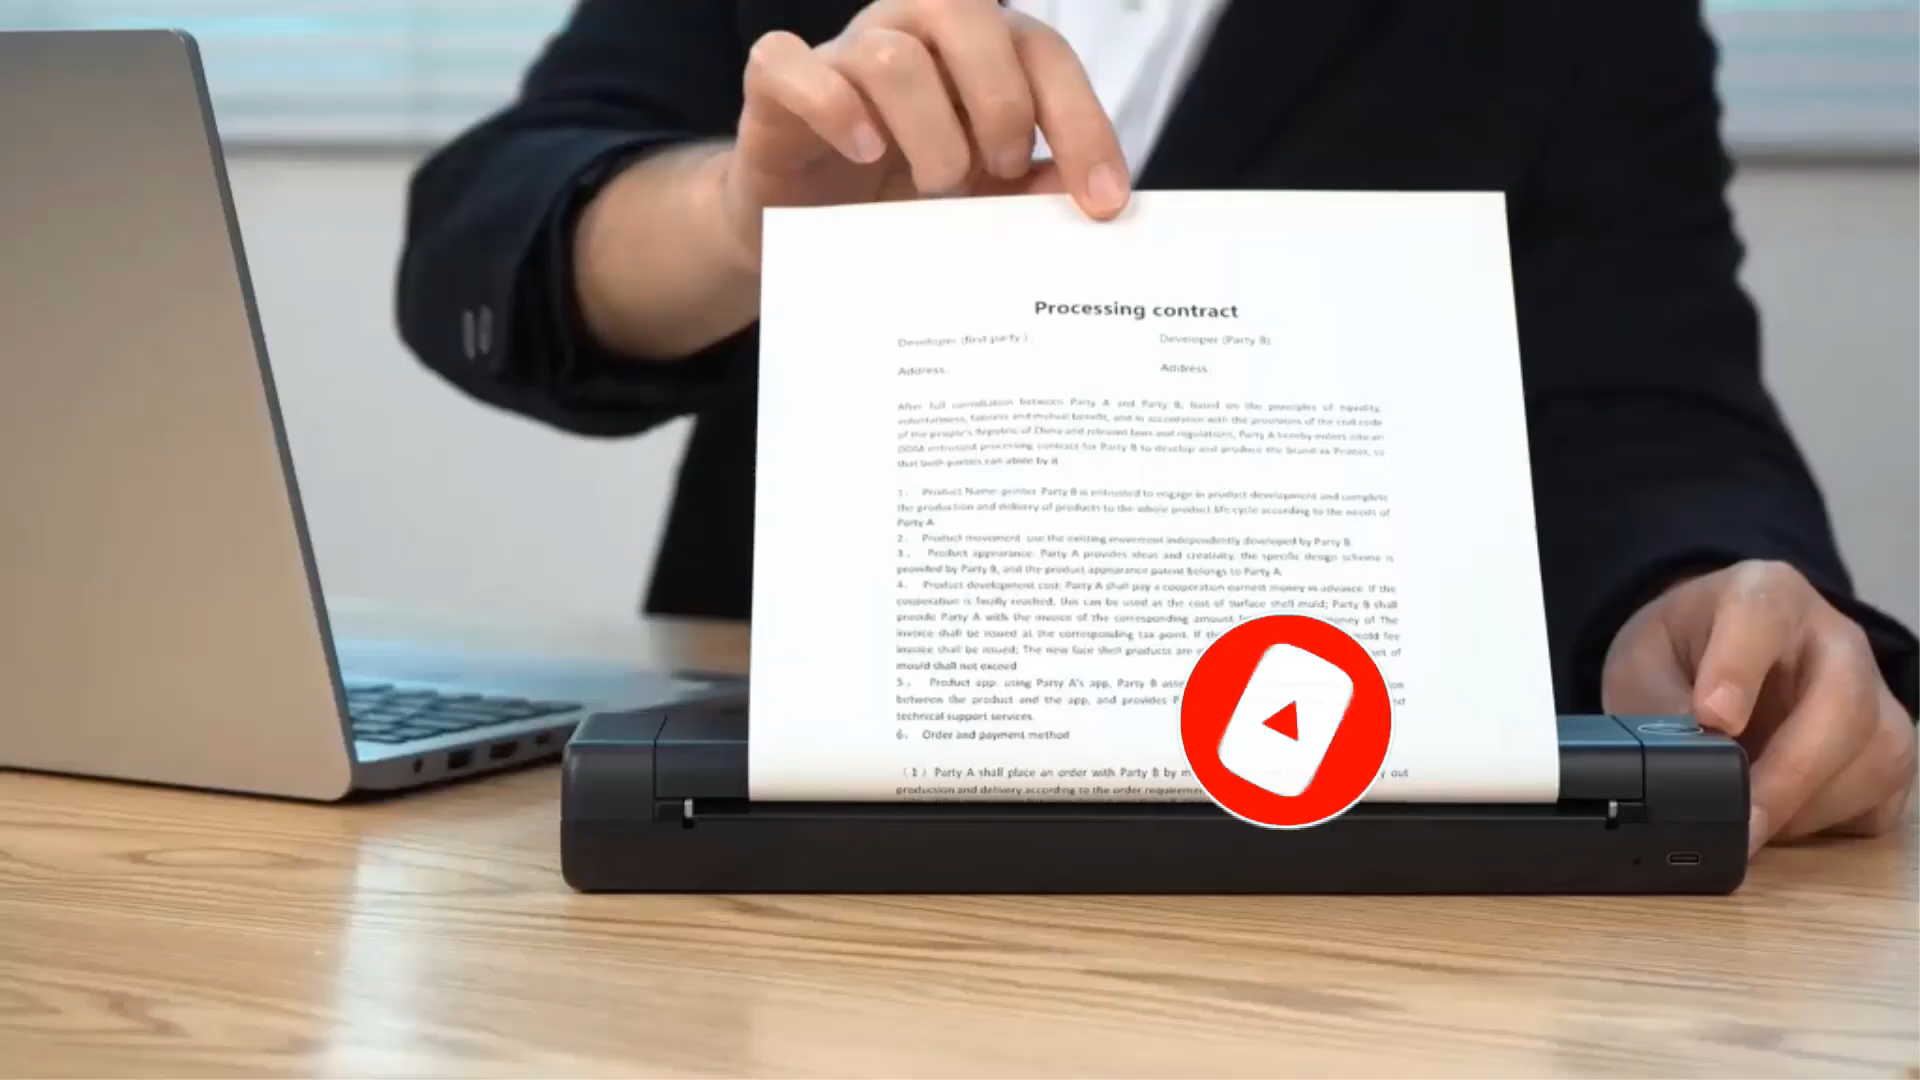 Processing contract
Developer (first party)
Developer (Party B)
Address:
Address:
After full consultation between Party A and Party B, based on the principles of equality,
voluntariness, fairness and mutual benefit, and in accordance with the provisions of the civil code
of the people's Republic of China and relevant laws and regulations, Party A hereby enters into an
entrusted processing contract for Party B to develop and produce the brand Printer, so
that both parties can abide by it
1、 Product Name: printer Party B is entrusted to engage in product development and complete
the production and delivery of products to the whole product life cycle according to the needs of
Party A.
2、 Product movement: use the existing movement independently developed by Party B.
3、 Product appearance: Party A provides ideas and creativity, the specific design scheme is
provided by Party B, and the product appearance patent belongs to Party A.
4、 Product development cost: Party A shall pay a cooperation earnest money in advance. If the
cooperation is finally reached, this can be used as the cost of surface shell mold; Party B shall
provide Party A with the invoice of the corresponding amount money of The
invoice shall be issued at the corresponding tax point. If mold fee
invoice shall be issued; The new face shell products are set of
mould shall not exceed
5、 Product app: using Party A's app, Party B
between the product and the app, and provides
technical support services.
6、 Order and payment method
（1）Party A shall place an order with Party B by out
production and delivery according to the order